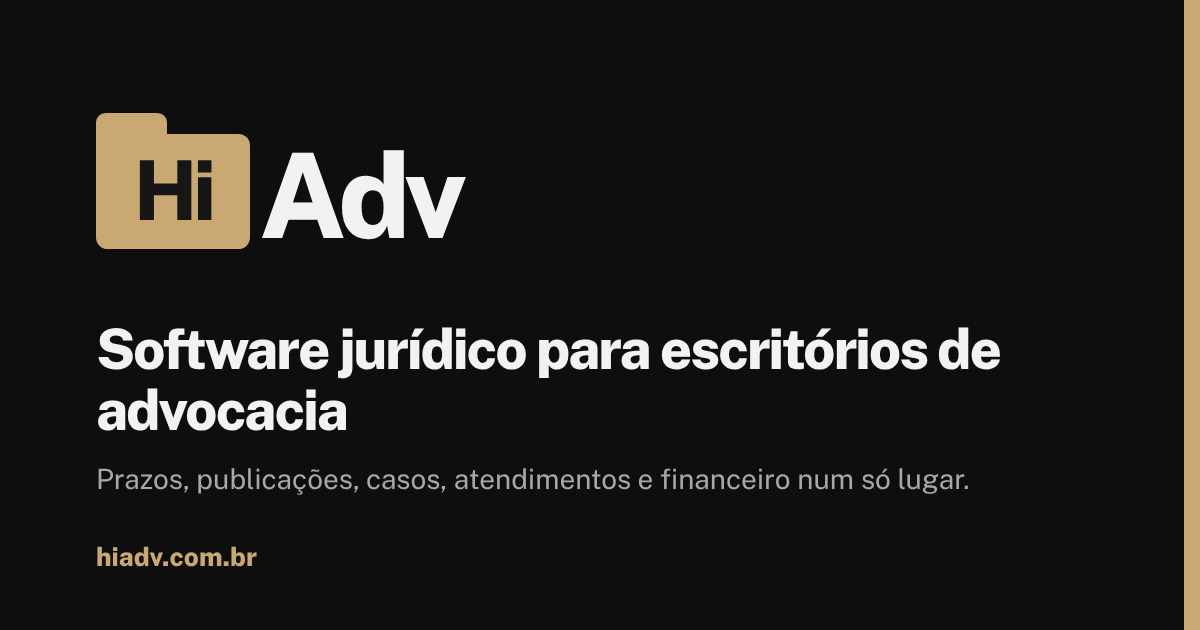 Hi Adv
Software jurídico para escritórios de
advocacia
Prazos, publicações, casos, atendimentos e financeiro num só lugar.
hiadv.com.br